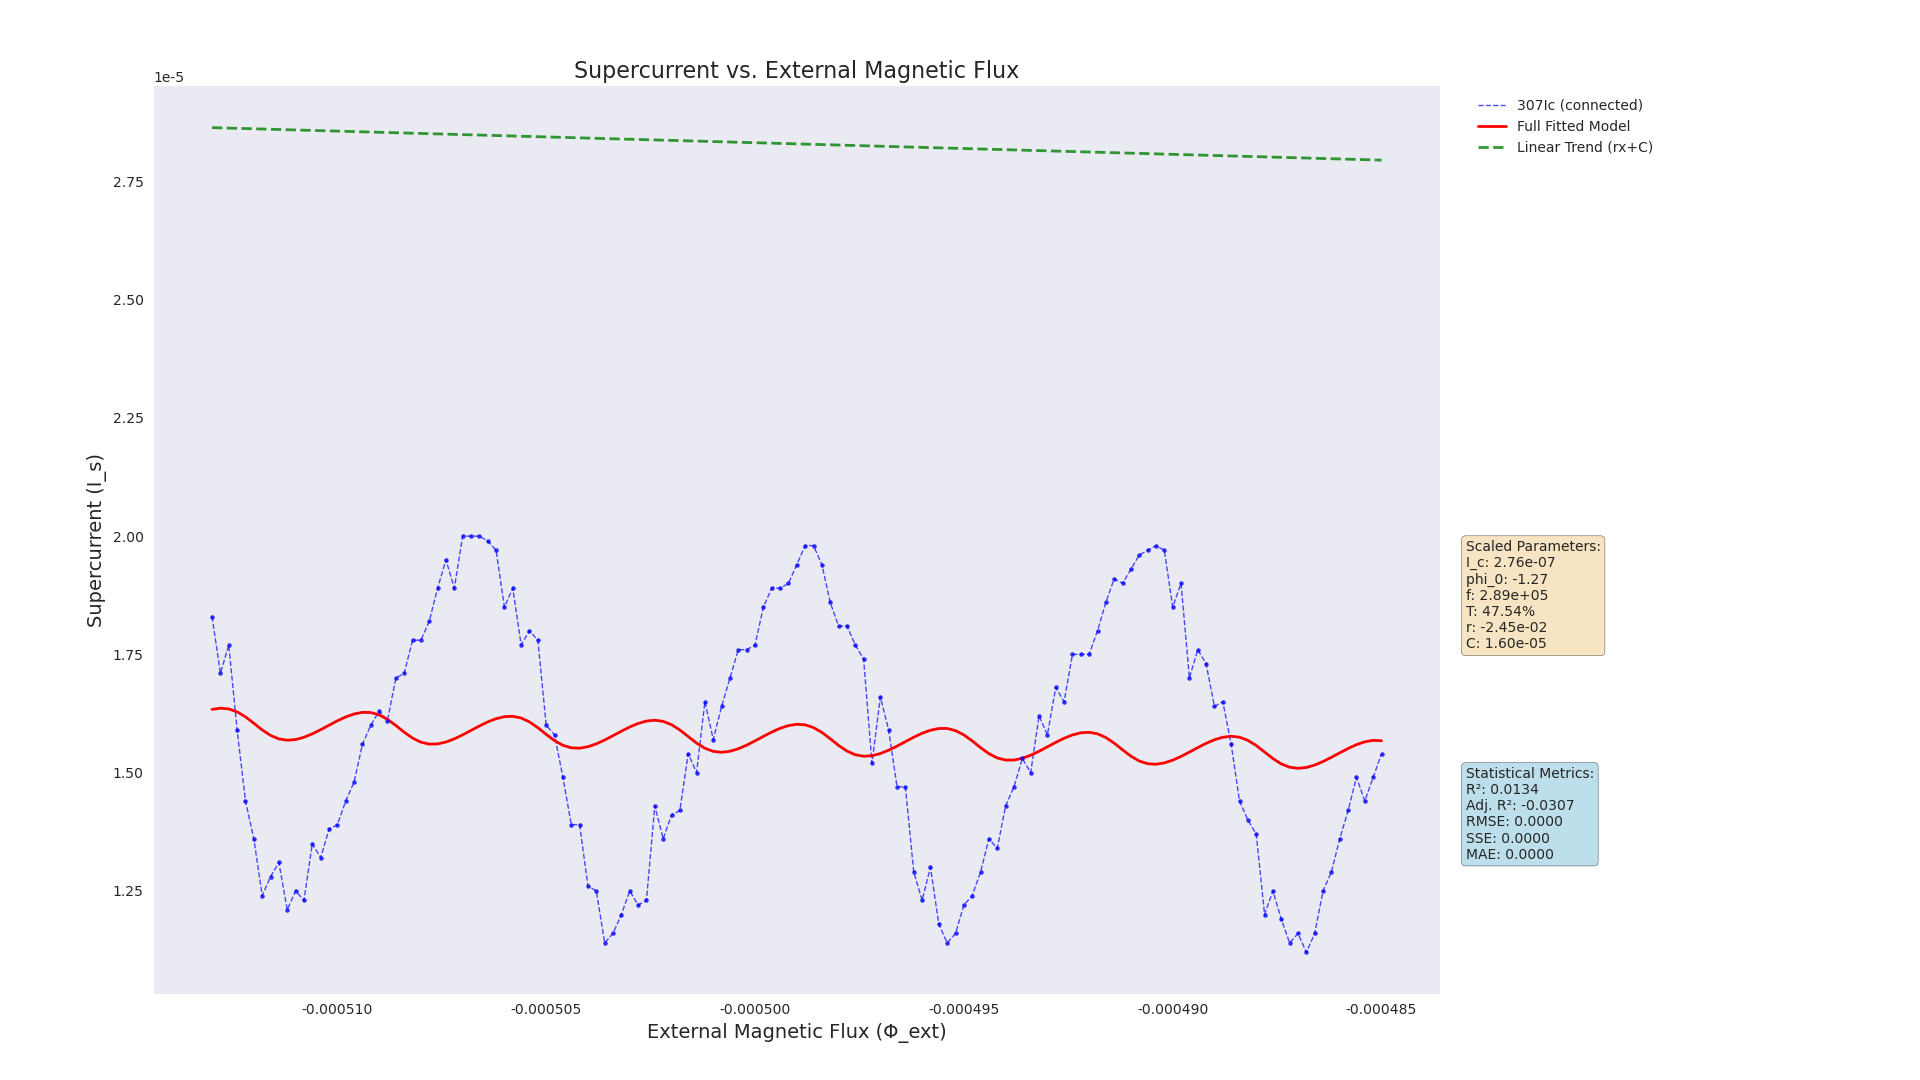 Supercurrent vs. External Magnetic Flux
1e-5
2.75
2.50
2.25
2.00
1.75
1.50
1.25
Supercurrent (I_s)
-0.000510
-0.000505
-0.000500
-0.000495
-0.000490
-0.000485
External Magnetic Flux (Φ_ext)
307Ic (connected)
Full Fitted Model
Linear Trend (rx+C)
Scaled Parameters:
I_c: 2.76e-07
phi_0: -1.27
f: 2.89e+05
T: 47.54%
r: -2.45e-02
C: 1.60e-05
Statistical Metrics:
R²: 0.0134
Adj. R²: -0.0307
RMSE: 0.0000
SSE: 0.0000
MAE: 0.0000